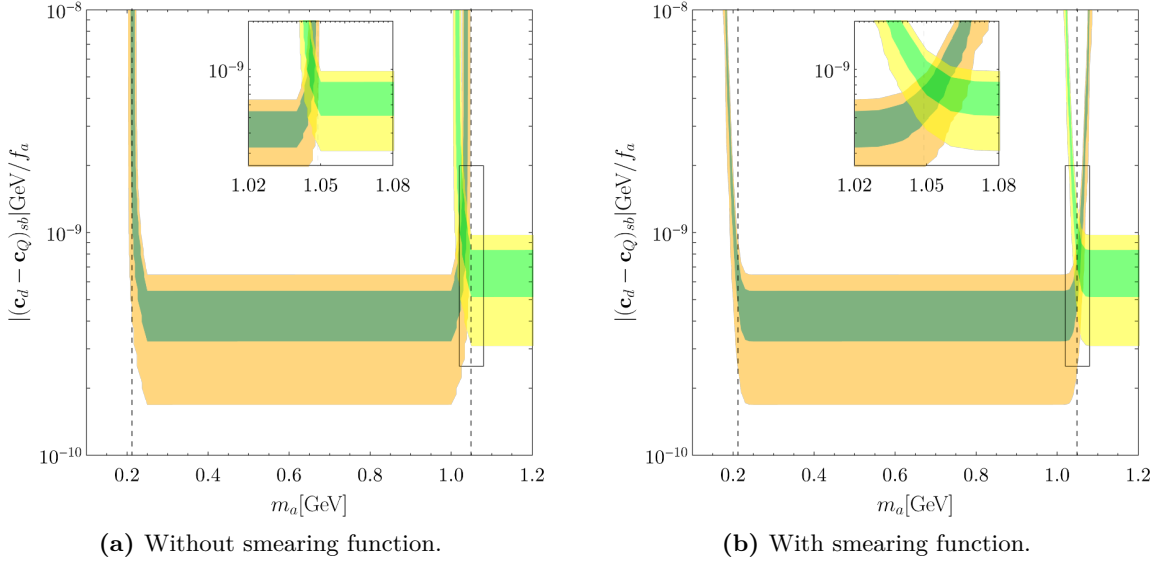 10⁻⁸
10⁻⁹
10⁻¹⁰
|(c_d − c_Q)_{sb}|GeV/f_a
10⁻⁹
1.02 1.05 1.08
0.2 0.4 0.6 0.8 1.0 1.2
m_a[GeV]
(a) Without smearing function.
10⁻⁸
10⁻⁹
10⁻¹⁰
|(c_d − c_Q)_{sb}|GeV/f_a
10⁻⁹
1.02 1.05 1.08
0.2 0.4 0.6 0.8 1.0 1.2
m_a[GeV]
(b) With smearing function.